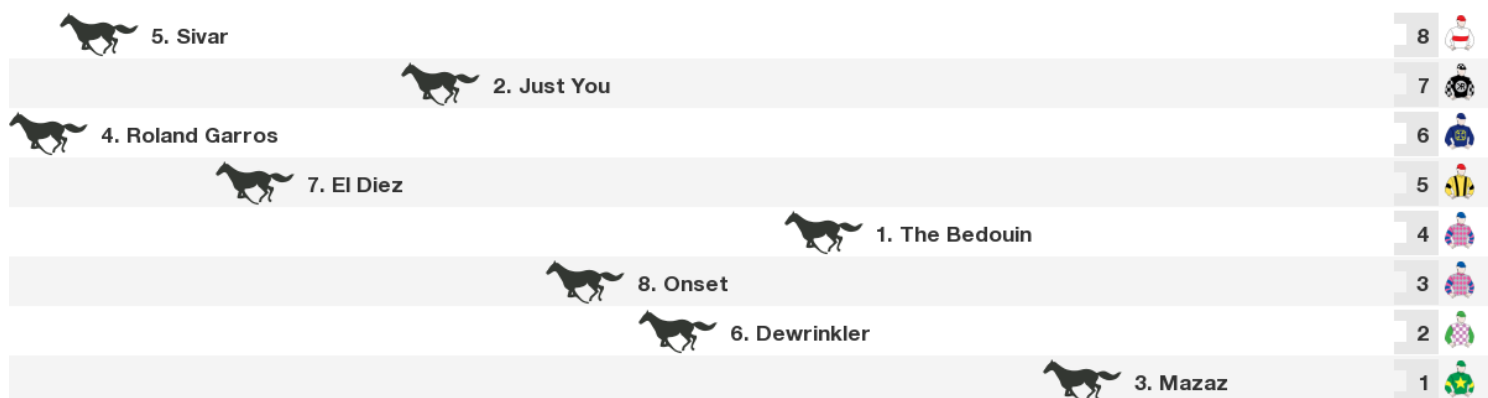 5. Sivar 8
2. Just You 7
4. Roland Garros 6
7. El Diez 5
1. The Bedouin 4
8. Onset 3
6. Dewrinkler 2
3. Mazaz 1